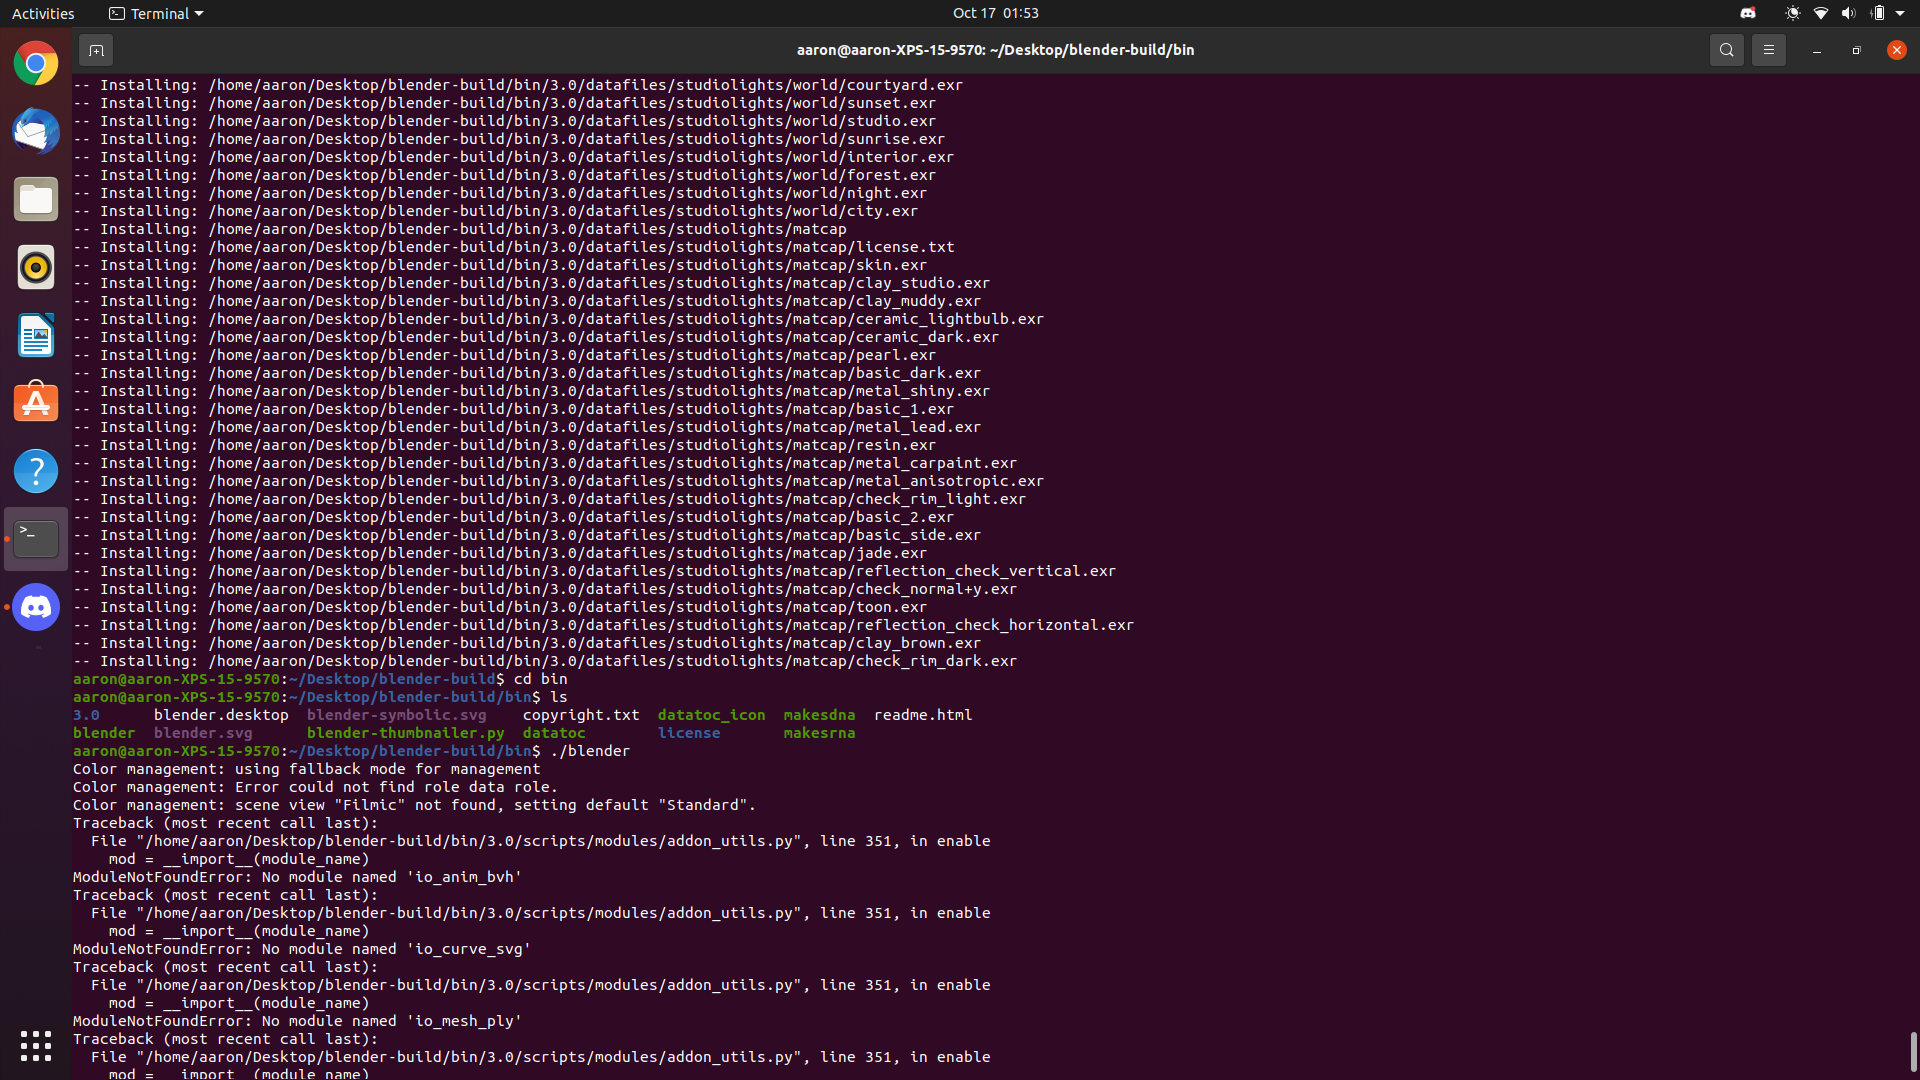 Activities
Terminal
Oct 17 01:53
aaron@aaron-XPS-15-9570: ~/Desktop/blender-build/bin
-- Installing: /home/aaron/Desktop/blender-build/bin/3.0/datafiles/studiolights/world/courtyard.exr
-- Installing: /home/aaron/Desktop/blender-build/bin/3.0/datafiles/studiolights/world/sunset.exr
-- Installing: /home/aaron/Desktop/blender-build/bin/3.0/datafiles/studiolights/world/studio.exr
-- Installing: /home/aaron/Desktop/blender-build/bin/3.0/datafiles/studiolights/world/sunrise.exr
-- Installing: /home/aaron/Desktop/blender-build/bin/3.0/datafiles/studiolights/world/interior.exr
-- Installing: /home/aaron/Desktop/blender-build/bin/3.0/datafiles/studiolights/world/forest.exr
-- Installing: /home/aaron/Desktop/blender-build/bin/3.0/datafiles/studiolights/world/night.exr
-- Installing: /home/aaron/Desktop/blender-build/bin/3.0/datafiles/studiolights/world/city.exr
-- Installing: /home/aaron/Desktop/blender-build/bin/3.0/datafiles/studiolights/matcap
-- Installing: /home/aaron/Desktop/blender-build/bin/3.0/datafiles/studiolights/matcap/license.txt
-- Installing: /home/aaron/Desktop/blender-build/bin/3.0/datafiles/studiolights/matcap/skin.exr
-- Installing: /home/aaron/Desktop/blender-build/bin/3.0/datafiles/studiolights/matcap/clay_studio.exr
-- Installing: /home/aaron/Desktop/blender-build/bin/3.0/datafiles/studiolights/matcap/clay_muddy.exr
-- Installing: /home/aaron/Desktop/blender-build/bin/3.0/datafiles/studiolights/matcap/ceramic_lightbulb.exr
-- Installing: /home/aaron/Desktop/blender-build/bin/3.0/datafiles/studiolights/matcap/ceramic_dark.exr
-- Installing: /home/aaron/Desktop/blender-build/bin/3.0/datafiles/studiolights/matcap/pearl.exr
-- Installing: /home/aaron/Desktop/blender-build/bin/3.0/datafiles/studiolights/matcap/basic_dark.exr
-- Installing: /home/aaron/Desktop/blender-build/bin/3.0/datafiles/studiolights/matcap/metal_shiny.exr
-- Installing: /home/aaron/Desktop/blender-build/bin/3.0/datafiles/studiolights/matcap/basic_1.exr
-- Installing: /home/aaron/Desktop/blender-build/bin/3.0/datafiles/studiolights/matcap/metal_lead.exr
-- Installing: /home/aaron/Desktop/blender-build/bin/3.0/datafiles/studiolights/matcap/resin.exr
-- Installing: /home/aaron/Desktop/blender-build/bin/3.0/datafiles/studiolights/matcap/metal_carpaint.exr
-- Installing: /home/aaron/Desktop/blender-build/bin/3.0/datafiles/studiolights/matcap/metal_anisotropic.exr
-- Installing: /home/aaron/Desktop/blender-build/bin/3.0/datafiles/studiolights/matcap/check_rim_light.exr
-- Installing: /home/aaron/Desktop/blender-build/bin/3.0/datafiles/studiolights/matcap/basic_2.exr
-- Installing: /home/aaron/Desktop/blender-build/bin/3.0/datafiles/studiolights/matcap/basic_side.exr
-- Installing: /home/aaron/Desktop/blender-build/bin/3.0/datafiles/studiolights/matcap/jade.exr
-- Installing: /home/aaron/Desktop/blender-build/bin/3.0/datafiles/studiolights/matcap/reflection_check_vertical.exr
-- Installing: /home/aaron/Desktop/blender-build/bin/3.0/datafiles/studiolights/matcap/check_normal+y.exr
-- Installing: /home/aaron/Desktop/blender-build/bin/3.0/datafiles/studiolights/matcap/toon.exr
-- Installing: /home/aaron/Desktop/blender-build/bin/3.0/datafiles/studiolights/matcap/reflection_check_horizontal.exr
-- Installing: /home/aaron/Desktop/blender-build/bin/3.0/datafiles/studiolights/matcap/clay_brown.exr
-- Installing: /home/aaron/Desktop/blender-build/bin/3.0/datafiles/studiolights/matcap/check_rim_dark.exr
aaron@aaron-XPS-15-9570:~/Desktop/blender-build$ cd bin
aaron@aaron-XPS-15-9570:~/Desktop/blender-build/bin$ ls
3.0      blender.desktop  blender-symbolic.svg    copyright.txt  datatoc_icon  makesdna  readme.html
blender  blender.svg      blender-thumbnailer.py  datatoc        license       makesrna
aaron@aaron-XPS-15-9570:~/Desktop/blender-build/bin$ ./blender
Color management: using fallback mode for management
Color management: Error could not find role data role.
Color management: scene view "Filmic" not found, setting default "Standard".
Traceback (most recent call last):
  File "/home/aaron/Desktop/blender-build/bin/3.0/scripts/modules/addon_utils.py", line 351, in enable
    mod = __import__(module_name)
ModuleNotFoundError: No module named 'io_anim_bvh'
Traceback (most recent call last):
  File "/home/aaron/Desktop/blender-build/bin/3.0/scripts/modules/addon_utils.py", line 351, in enable
    mod = __import__(module_name)
ModuleNotFoundError: No module named 'io_curve_svg'
Traceback (most recent call last):
  File "/home/aaron/Desktop/blender-build/bin/3.0/scripts/modules/addon_utils.py", line 351, in enable
    mod = __import__(module_name)
ModuleNotFoundError: No module named 'io_mesh_ply'
Traceback (most recent call last):
  File "/home/aaron/Desktop/blender-build/bin/3.0/scripts/modules/addon_utils.py", line 351, in enable
    mod = __import__(module_name)